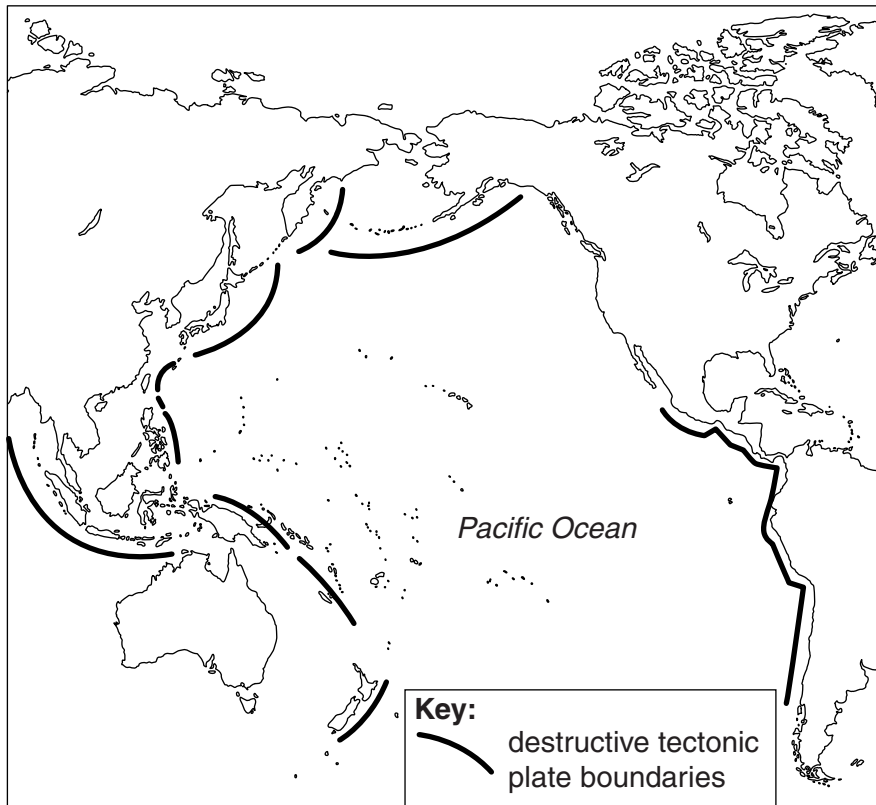 Pacific Ocean
Key:
destructive tectonic
plate boundaries